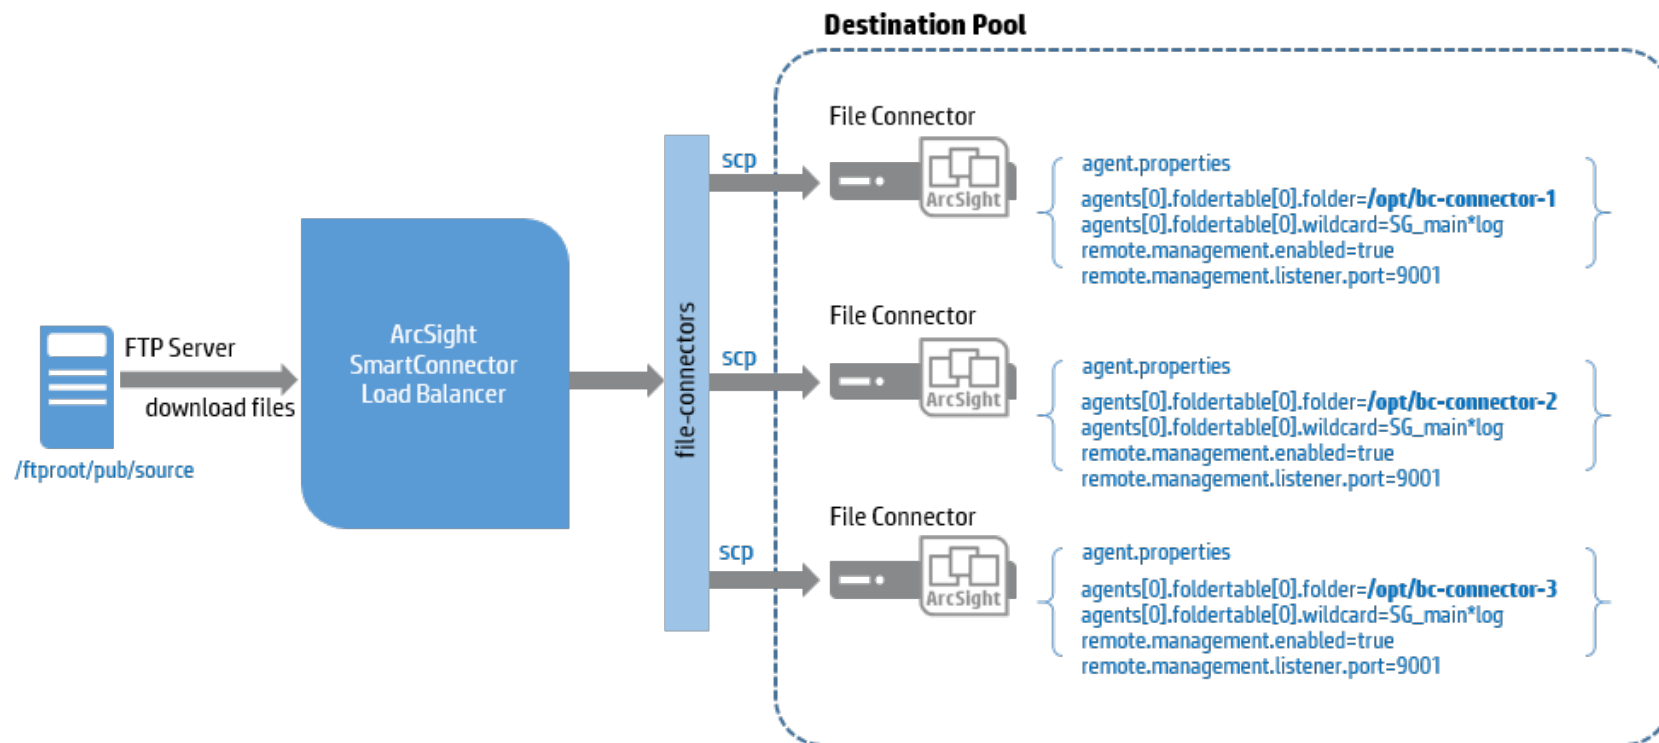 Destination Pool
FTP Server
download files
/ftproot/pub/source
ArcSight
SmartConnector
Load Balancer
file-connectors
scp
File Connector
ArcSight
agent.properties
agents[0].foldertable[0].folder=/opt/bc-connector-1
agents[0].foldertable[0].wildcard=SG_main*log
remote.management.enabled=true
remote.management.listener.port=9001
scp
File Connector
ArcSight
agent.properties
agents[0].foldertable[0].folder=/opt/bc-connector-2
agents[0].foldertable[0].wildcard=SG_main*log
remote.management.enabled=true
remote.management.listener.port=9001
scp
File Connector
ArcSight
agent.properties
agents[0].foldertable[0].folder=/opt/bc-connector-3
agents[0].foldertable[0].wildcard=SG_main*log
remote.management.enabled=true
remote.management.listener.port=9001